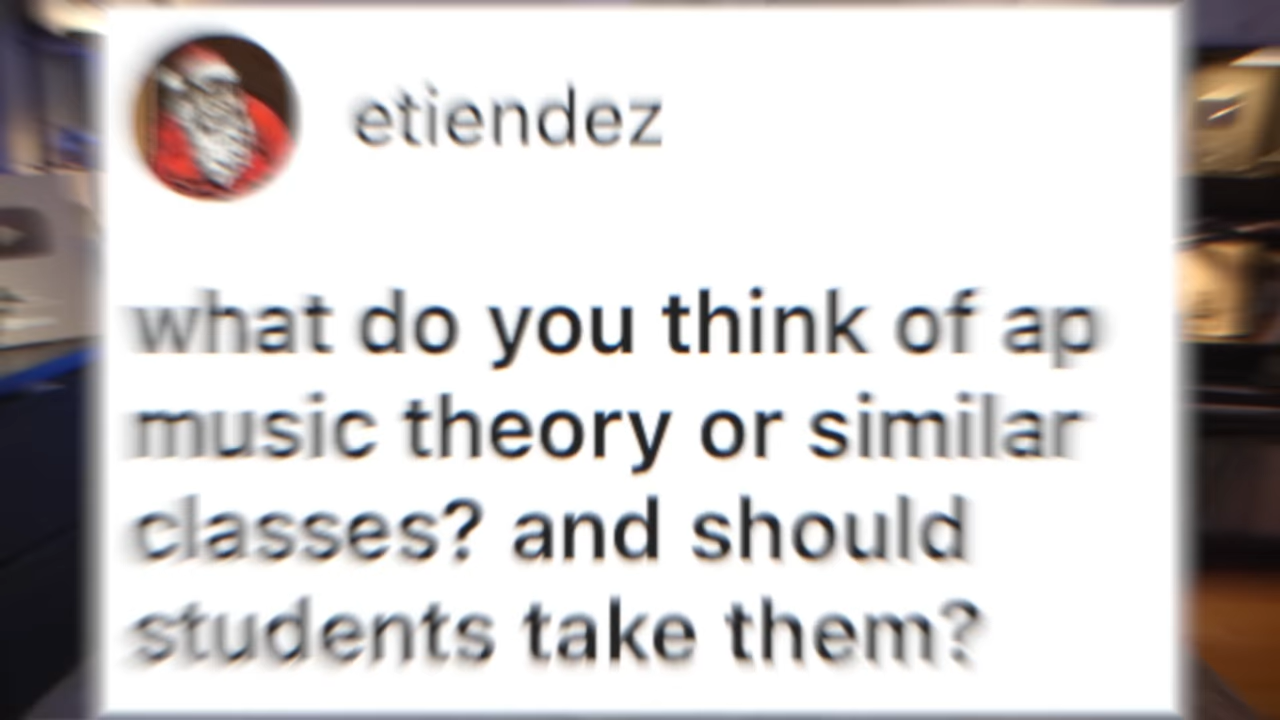 etiendez
what do you think of ap
music theory or similar
classes? and should
students take them?